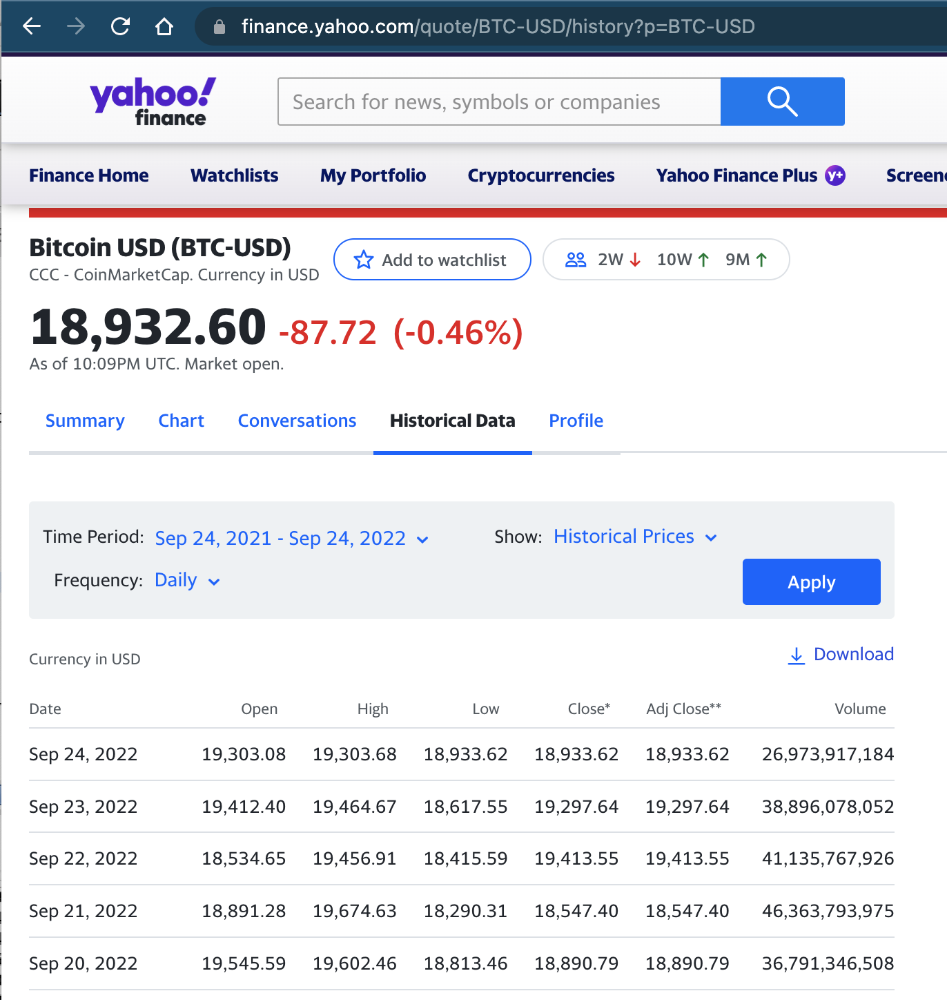 finance.yahoo.com/quote/BTC-USD/history?p=BTC-USD
yahoo!
finance
Search for news, symbols or companies
Finance Home Watchlists My Portfolio Cryptocurrencies Yahoo Finance Plus y+ Screen
Bitcoin USD (BTC-USD)
CCC - CoinMarketCap. Currency in USD
Add to watchlist
2W 10W 9M
18,932.60 -87.72 (-0.46%)
As of 10:09PM UTC. Market open.
Summary Chart Conversations Historical Data Profile
Time Period: Sep 24, 2021 - Sep 24, 2022 Show: Historical Prices
Frequency: Daily
Apply
Currency in USD Download
Date Open High Low Close* Adj Close** Volume
Sep 24, 2022 19,303.08 19,303.68 18,933.62 18,933.62 18,933.62 26,973,917,184
Sep 23, 2022 19,412.40 19,464.67 18,617.55 19,297.64 19,297.64 38,896,078,052
Sep 22, 2022 18,534.65 19,456.91 18,415.59 19,413.55 19,413.55 41,135,767,926
Sep 21, 2022 18,891.28 19,674.63 18,290.31 18,547.40 18,547.40 46,363,793,975
Sep 20, 2022 19,545.59 19,602.46 18,813.46 18,890.79 18,890.79 36,791,346,508